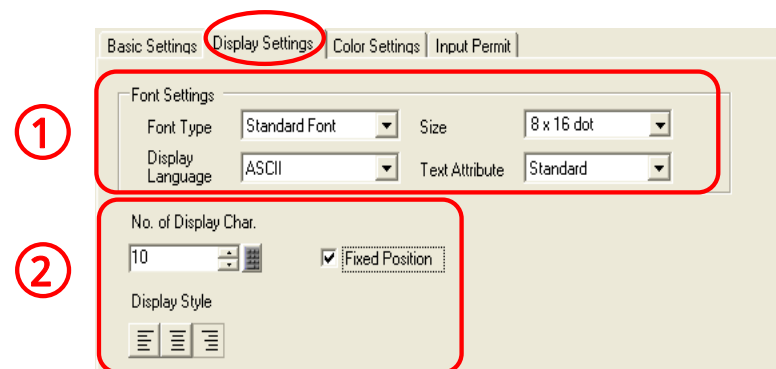 Basic Settings Display Settings Color Settings Input Permit
Font Settings
1
Font Type Standard Font Size 8 x 16 dot
Display
Language ASCII Text Attribute Standard
2
No. of Display Char.
10 Fixed Position
Display Style